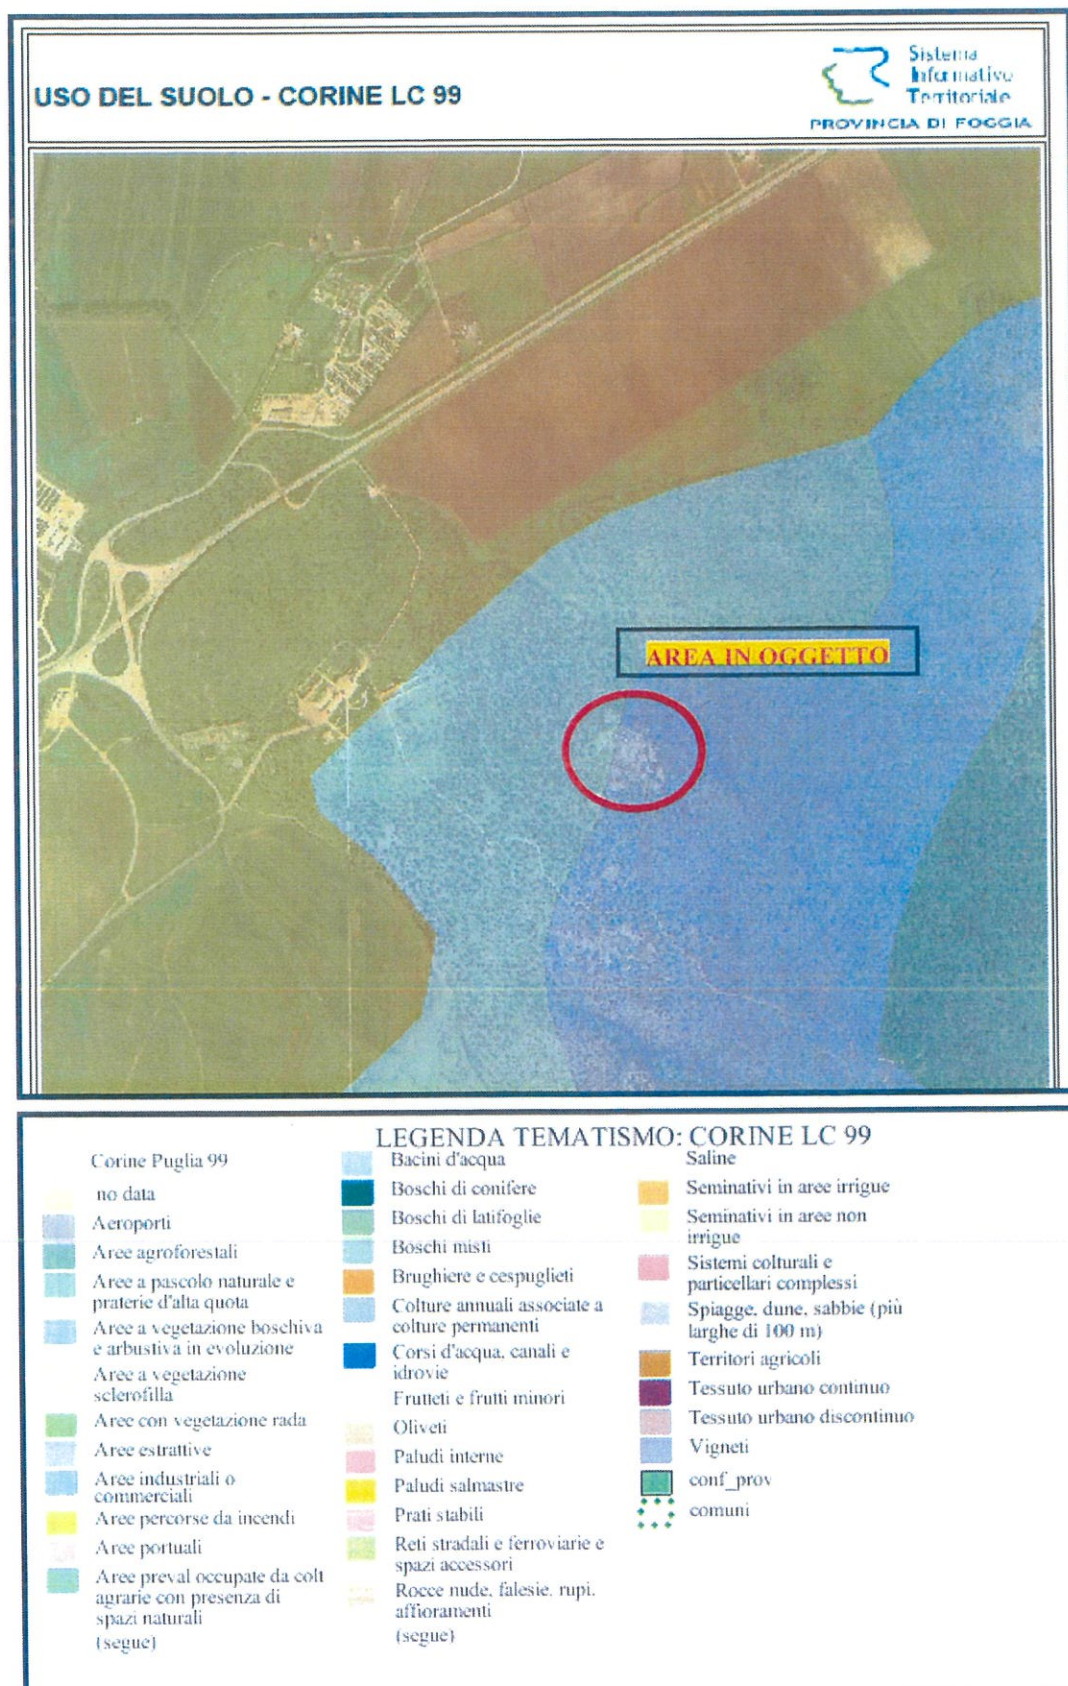 USO DEL SUOLO - CORINE LC 99
Sistema
Informativo
Territoriale
PROVINCIA DI FOGGIA
AREA IN OGGETTO
LEGENDA TEMATISMO: CORINE LC 99
Corine Puglia 99
no data
Aeroporti
Aree agroforestali
Aree a pascolo naturale e
praterie d'alta quota
Aree a vegetazione boschiva
e arbustiva in evoluzione
Aree a vegetazione
sclerofilla
Aree con vegetazione rada
Aree estrattive
Aree industriali o
commerciali
Aree percorse da incendi
Aree portuali
Aree preval occupate da colt
agrarie con presenza di
spazi naturali
(segue)
Bacini d'acqua
Boschi di conifere
Boschi di latifoglie
Boschi misti
Brughiere e cespuglieti
Colture annuali associate a
colture permanenti
Corsi d'acqua, canali e
idrovie
Frutteti e frutti minori
Oliveti
Paludi interne
Paludi salmastre
Prati stabili
Reti stradali e ferroviarie e
spazi accessori
Rocce nude, falesie, rupi,
affioramenti
(segue)
Saline
Seminativi in aree irrigue
Seminativi in aree non
irrigue
Sistemi colturali e
particellari complessi
Spiagge, dune, sabbie (più
larghe di 100 m)
Territori agricoli
Tessuto urbano continuo
Tessuto urbano discontinuo
Vigneti
conf_prov
comuni